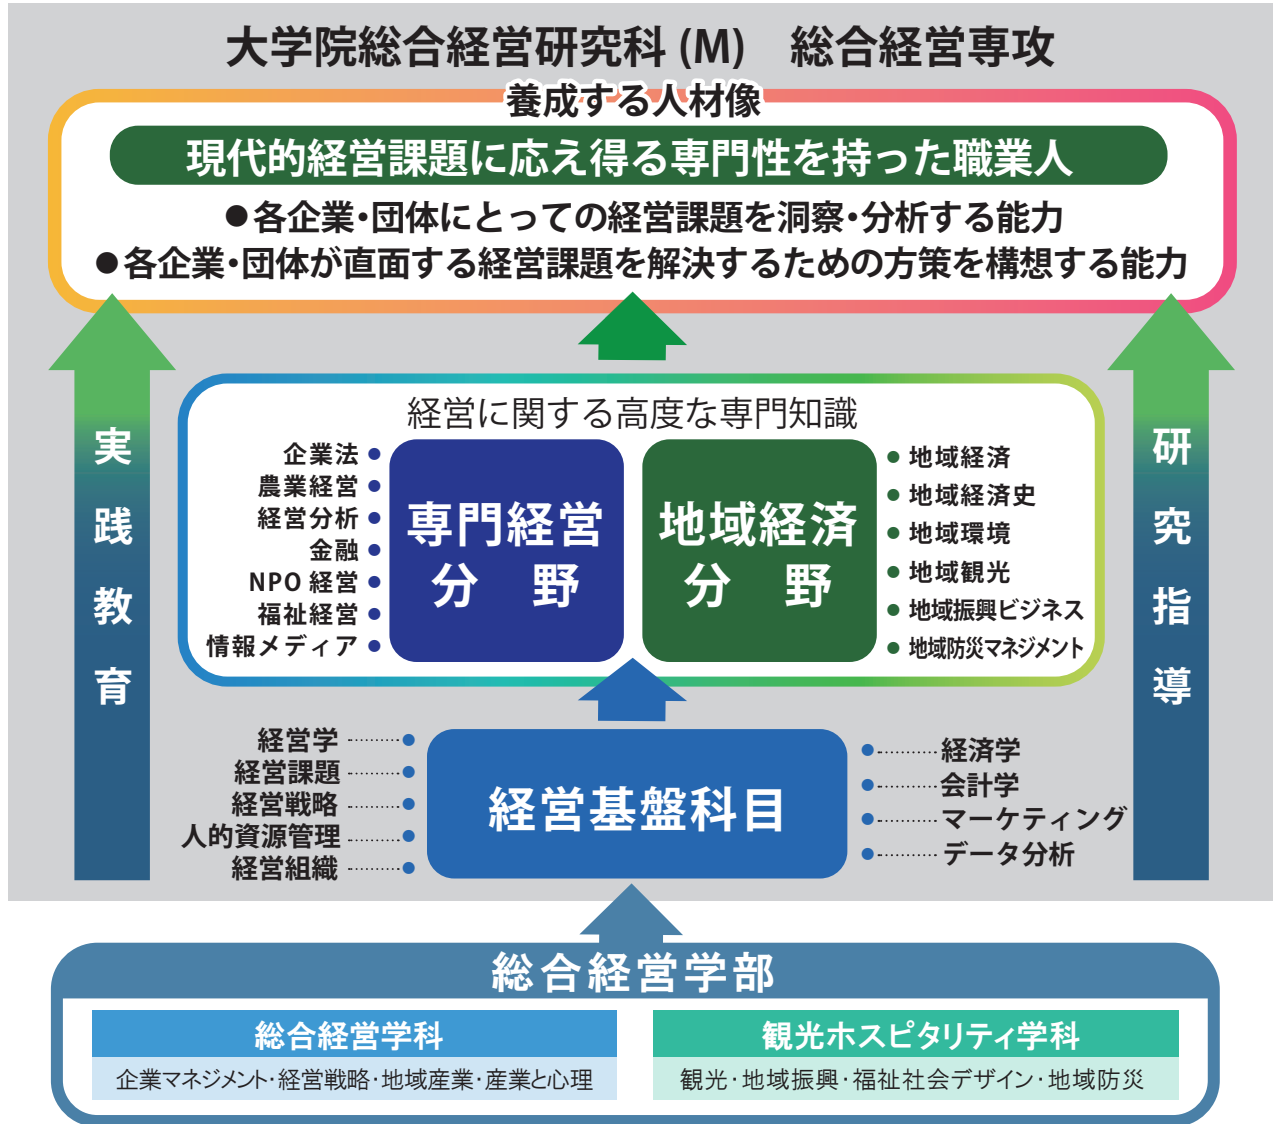 大学院総合経営研究科(M)　総合経営専攻
養成する人材像
現代的経営課題に応え得る専門性を持った職業人
●各企業・団体にとっての経営課題を洞察・分析する能力
●各企業・団体が直面する経営課題を解決するための方策を構想する能力
実践教育
研究指導
経営に関する高度な専門知識
企業法
農業経営
経営分析
金融
NPO 経営
福祉経営
情報メディア
専門経営
分　野
地域経済
分　野
地域経済
地域経済史
地域環境
地域観光
地域振興ビジネス
地域防災マネジメント
経営学
経営課題
経営戦略
人的資源管理
経営組織
経営基盤科目
経済学
会計学
マーケティング
データ分析
総合経営学部
総合経営学科
企業マネジメント・経営戦略・地域産業・産業と心理
観光ホスピタリティ学科
観光・地域振興・福祉社会デザイン・地域防災